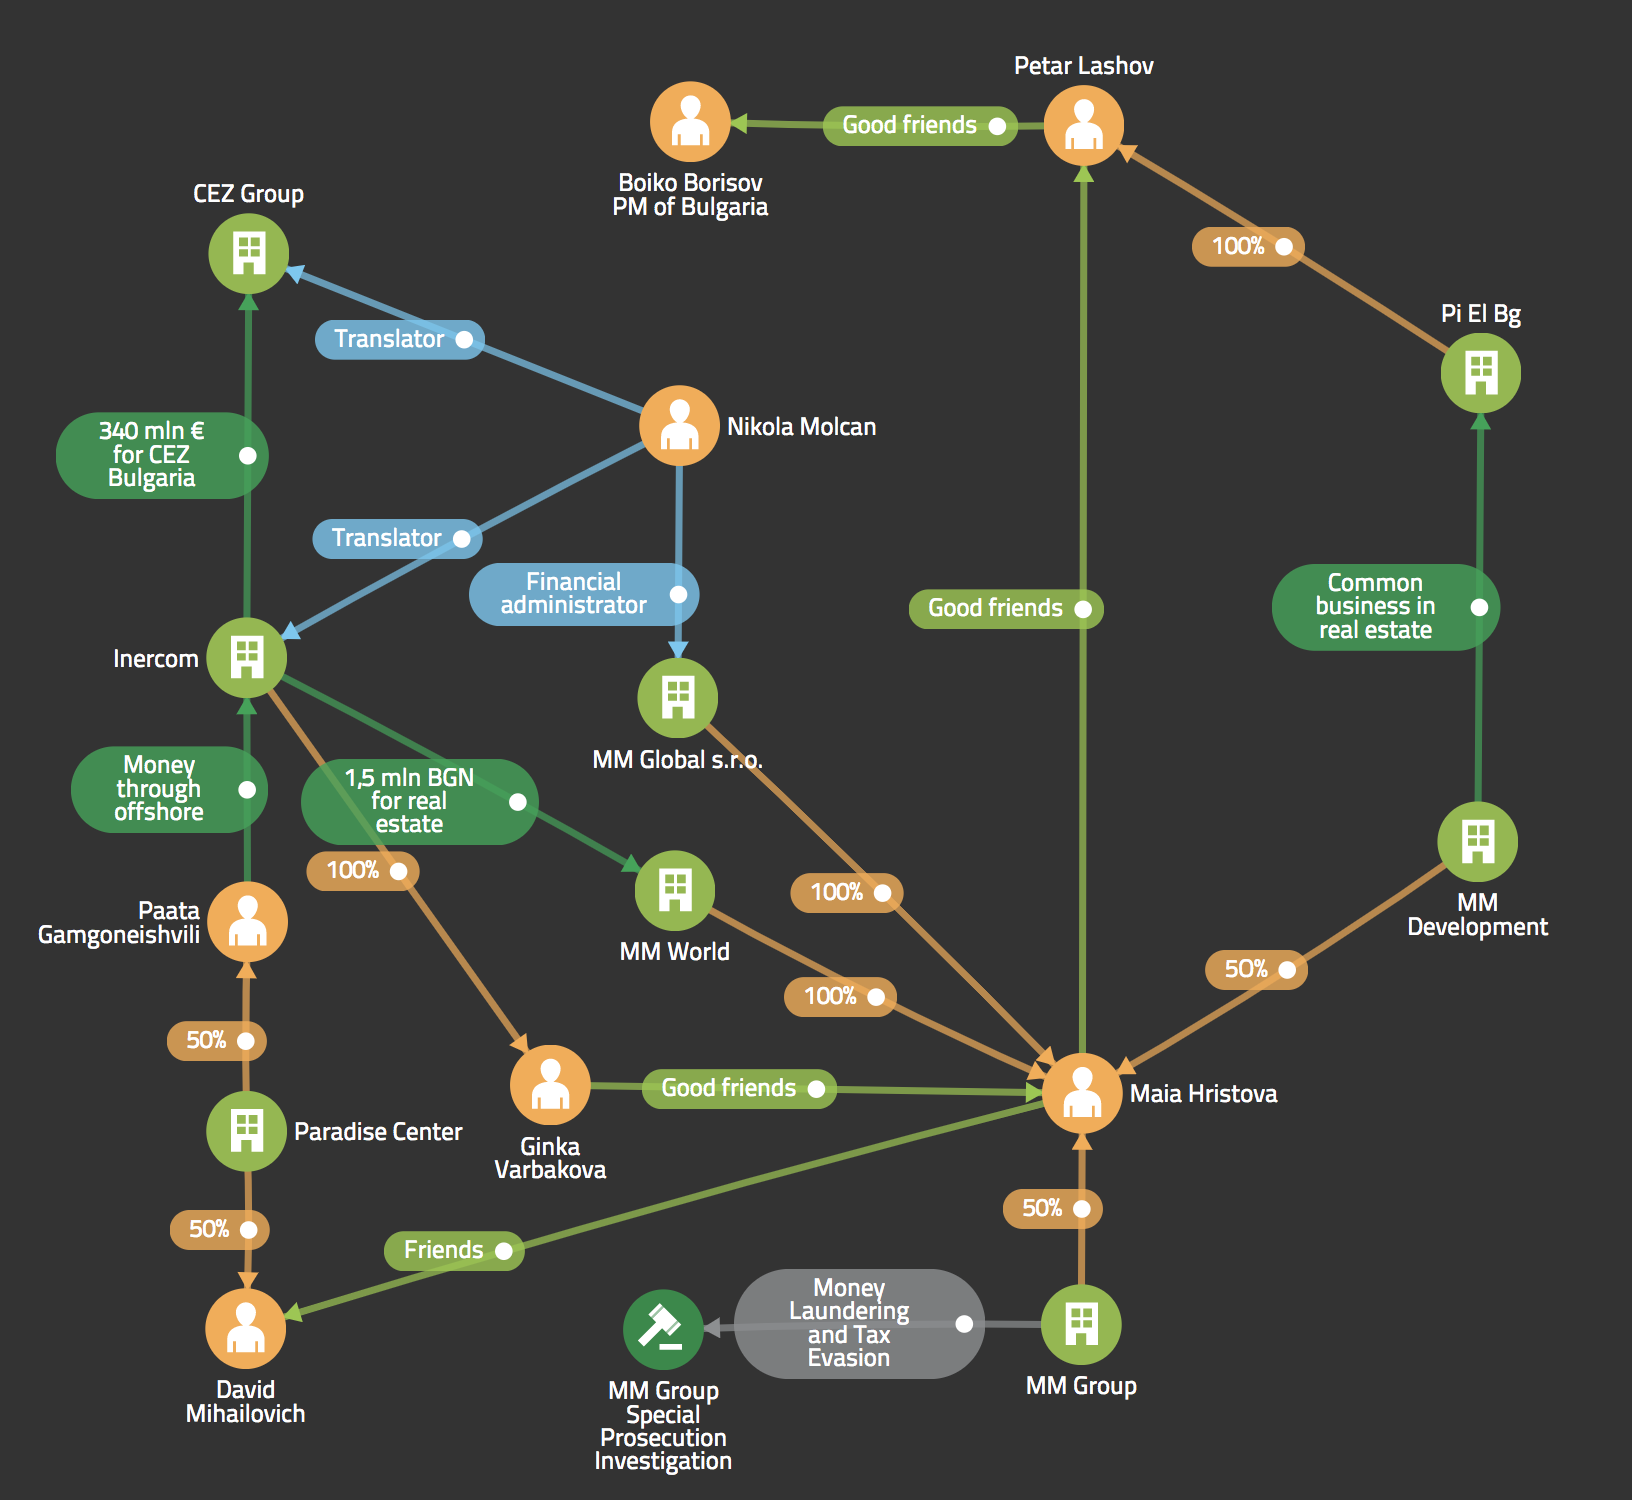 Petar Lashov
Good friends
Boiko Borisov
PM of Bulgaria
CEZ Group
100%
Pi El Bg
Translator
340 mln €
for CEZ
Bulgaria
Nikola Molcan
Translator
Financial
administrator
Good friends
Common
business in
real estate
Inercom
MM Global s.r.o.
Money
through
offshore
1,5 mln BGN
for real
estate
100%
100%
Paata
Gamgoneishvili
MM World
MM
Development
50%
100%
50%
Good friends
Maia Hristova
Paradise Center
Ginka
Varbakova
50%
50%
Friends
Money
Laundering
and Tax
Evasion
David
Mihailovich
MM Group
Special
Prosecution
Investigation
MM Group